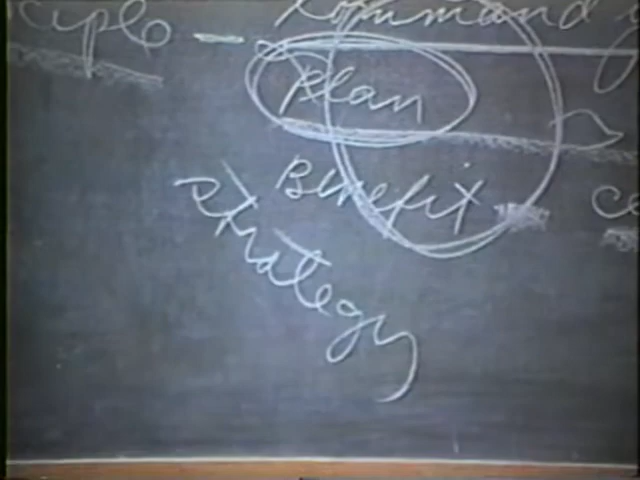 ciple — Command
Plan
Benefit
strategy